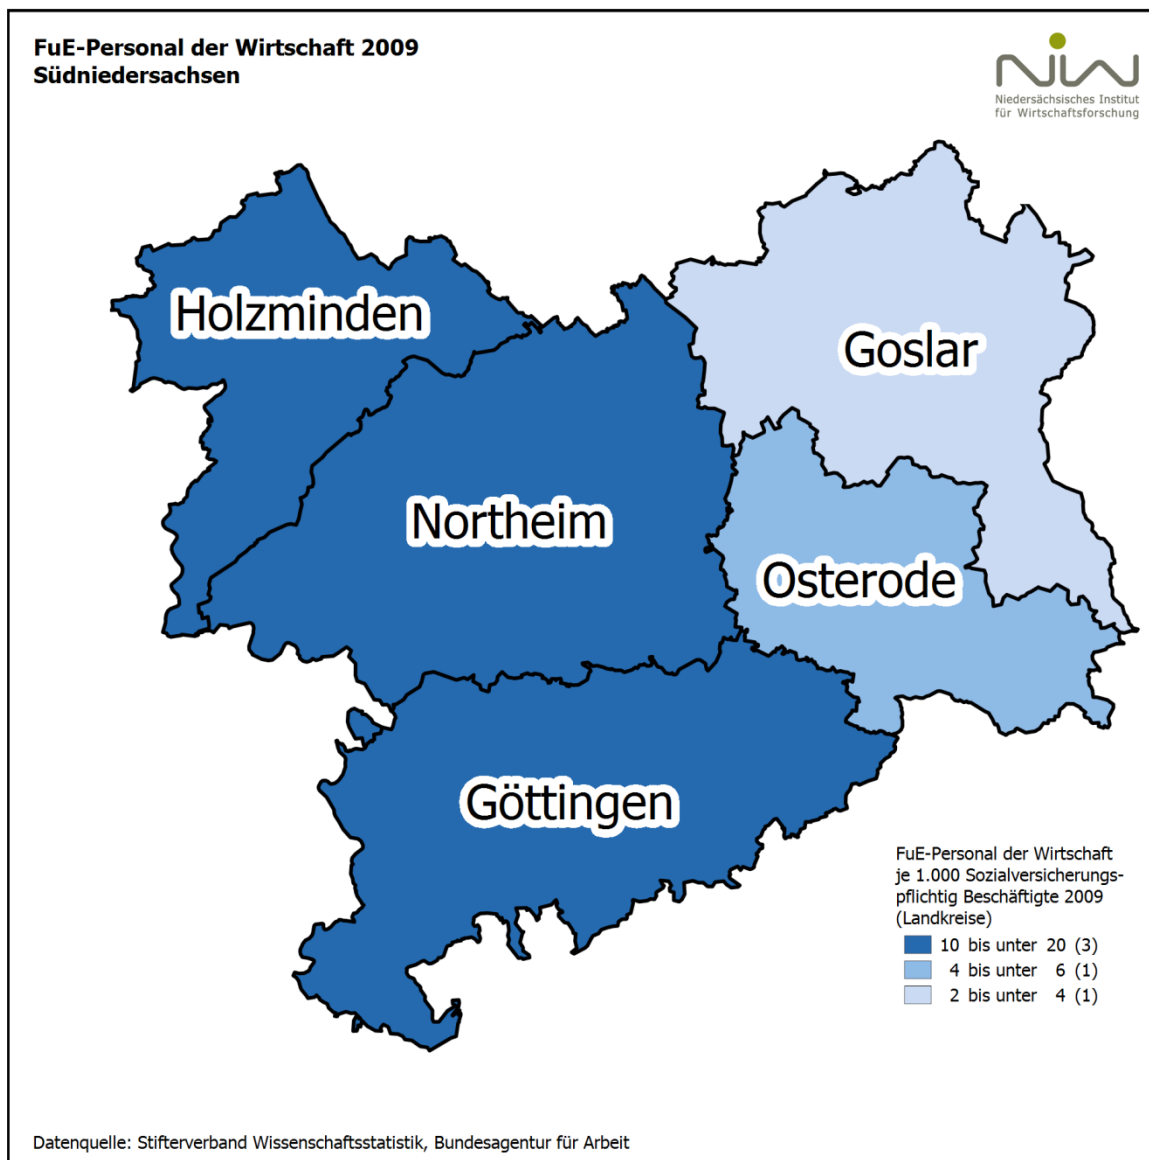 FuE-Personal der Wirtschaft 2009
Südniedersachsen
NIW
Niedersächsisches Institut
für Wirtschaftsforschung
Holzminden
Goslar
Northeim
Osterode
Göttingen
FuE-Personal der Wirtschaft
je 1.000 Sozialversicherungs-
pflichtig Beschäftigte 2009
(Landkreise)
10 bis unter 20 (3)
4 bis unter 6 (1)
2 bis unter 4 (1)
Datenquelle: Stifterverband Wissenschaftsstatistik, Bundesagentur für Arbeit